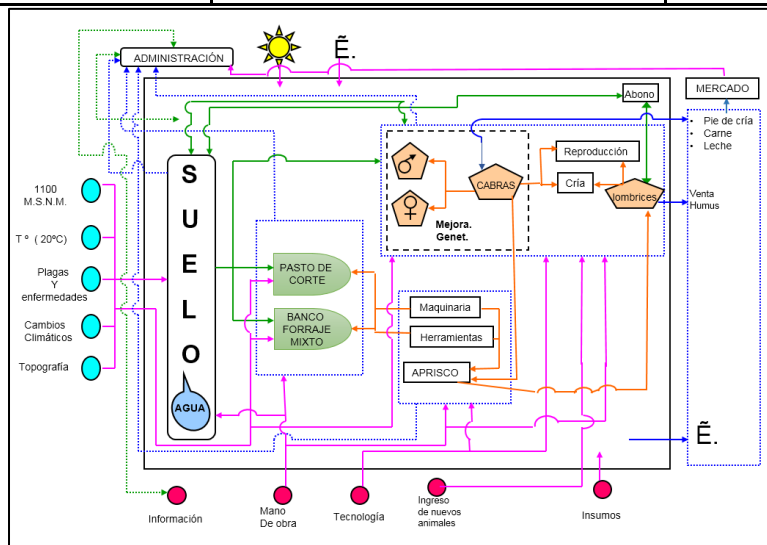 ADMINISTRACIÓN
Ẽ.
MERCADO
Abono
• Pie de cría
• Carne
• Leche
S
U
E
L
O
Reproducción
CABRAS
Cría
lombrices
Mejora.
Genet.
Venta
Humus
1100
M.S.N.M.
T º ( 20ºC)
Plagas
Y
enfermedades
Cambios
Climáticos
Topografía
PASTO DE
CORTE
BANCO
FORRAJE
MIXTO
Maquinaria
Herramientas
APRISCO
AGUA
Ẽ.
Información
Mano
De obra
Tecnología
Ingreso
de nuevos
animales
Insumos